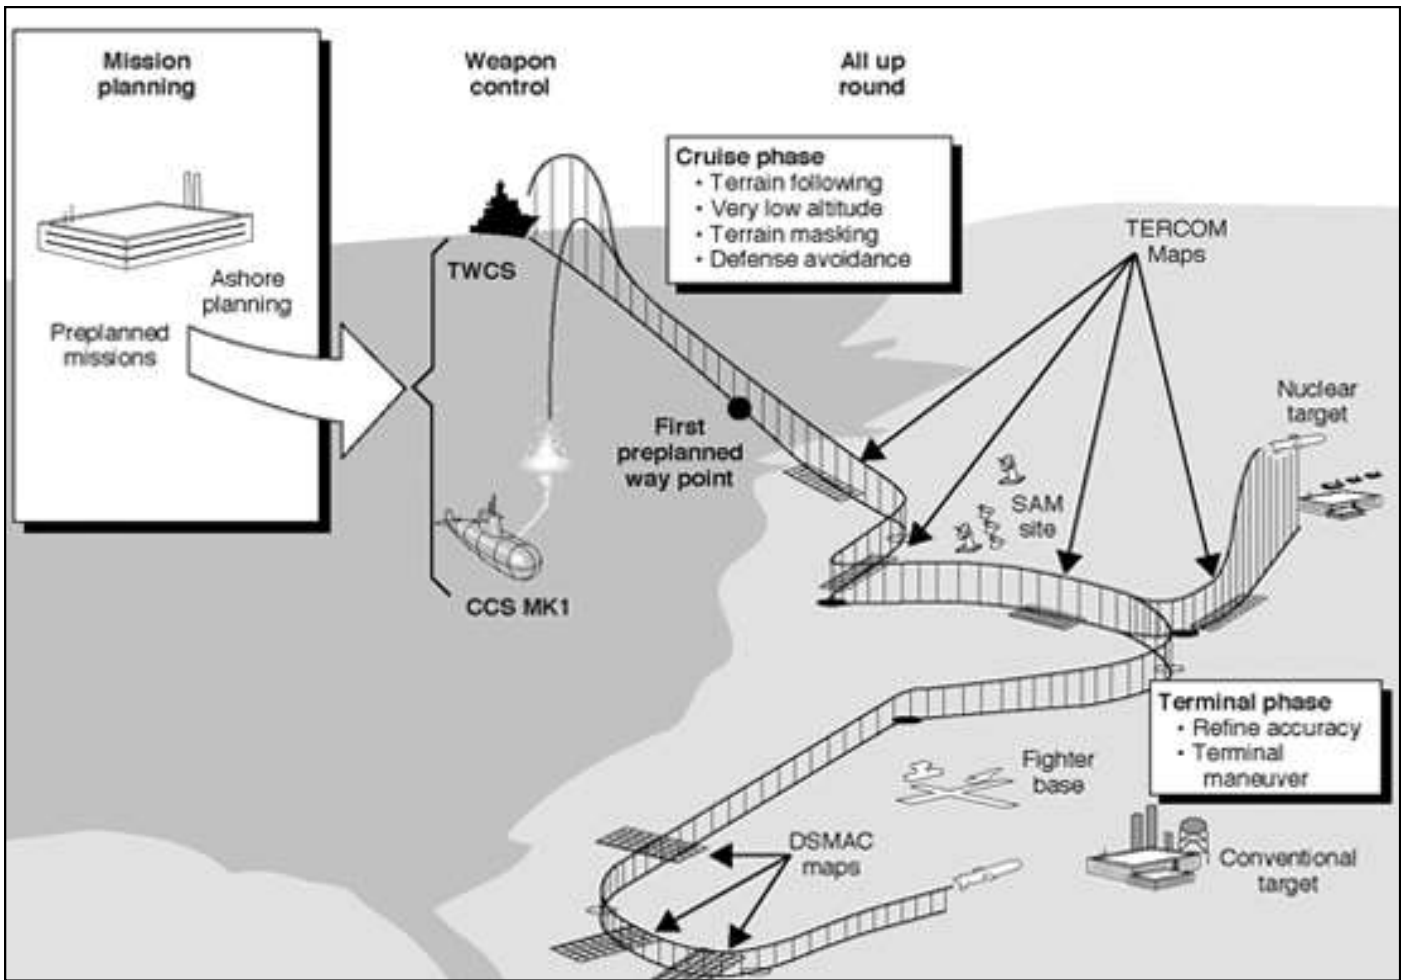 Mission
planning
Weapon
control
All up
round
Cruise phase
• Terrain following
• Very low altitude
• Terrain masking
• Defense avoidance
TERCOM
Maps
TWCS
Ashore
planning
Preplanned
missions
First
preplanned
way point
Nuclear
target
SAM
site
CCS MK1
Terminal phase
• Refine accuracy
• Terminal
maneuver
Fighter
base
DSMAC
maps
Conventional
target